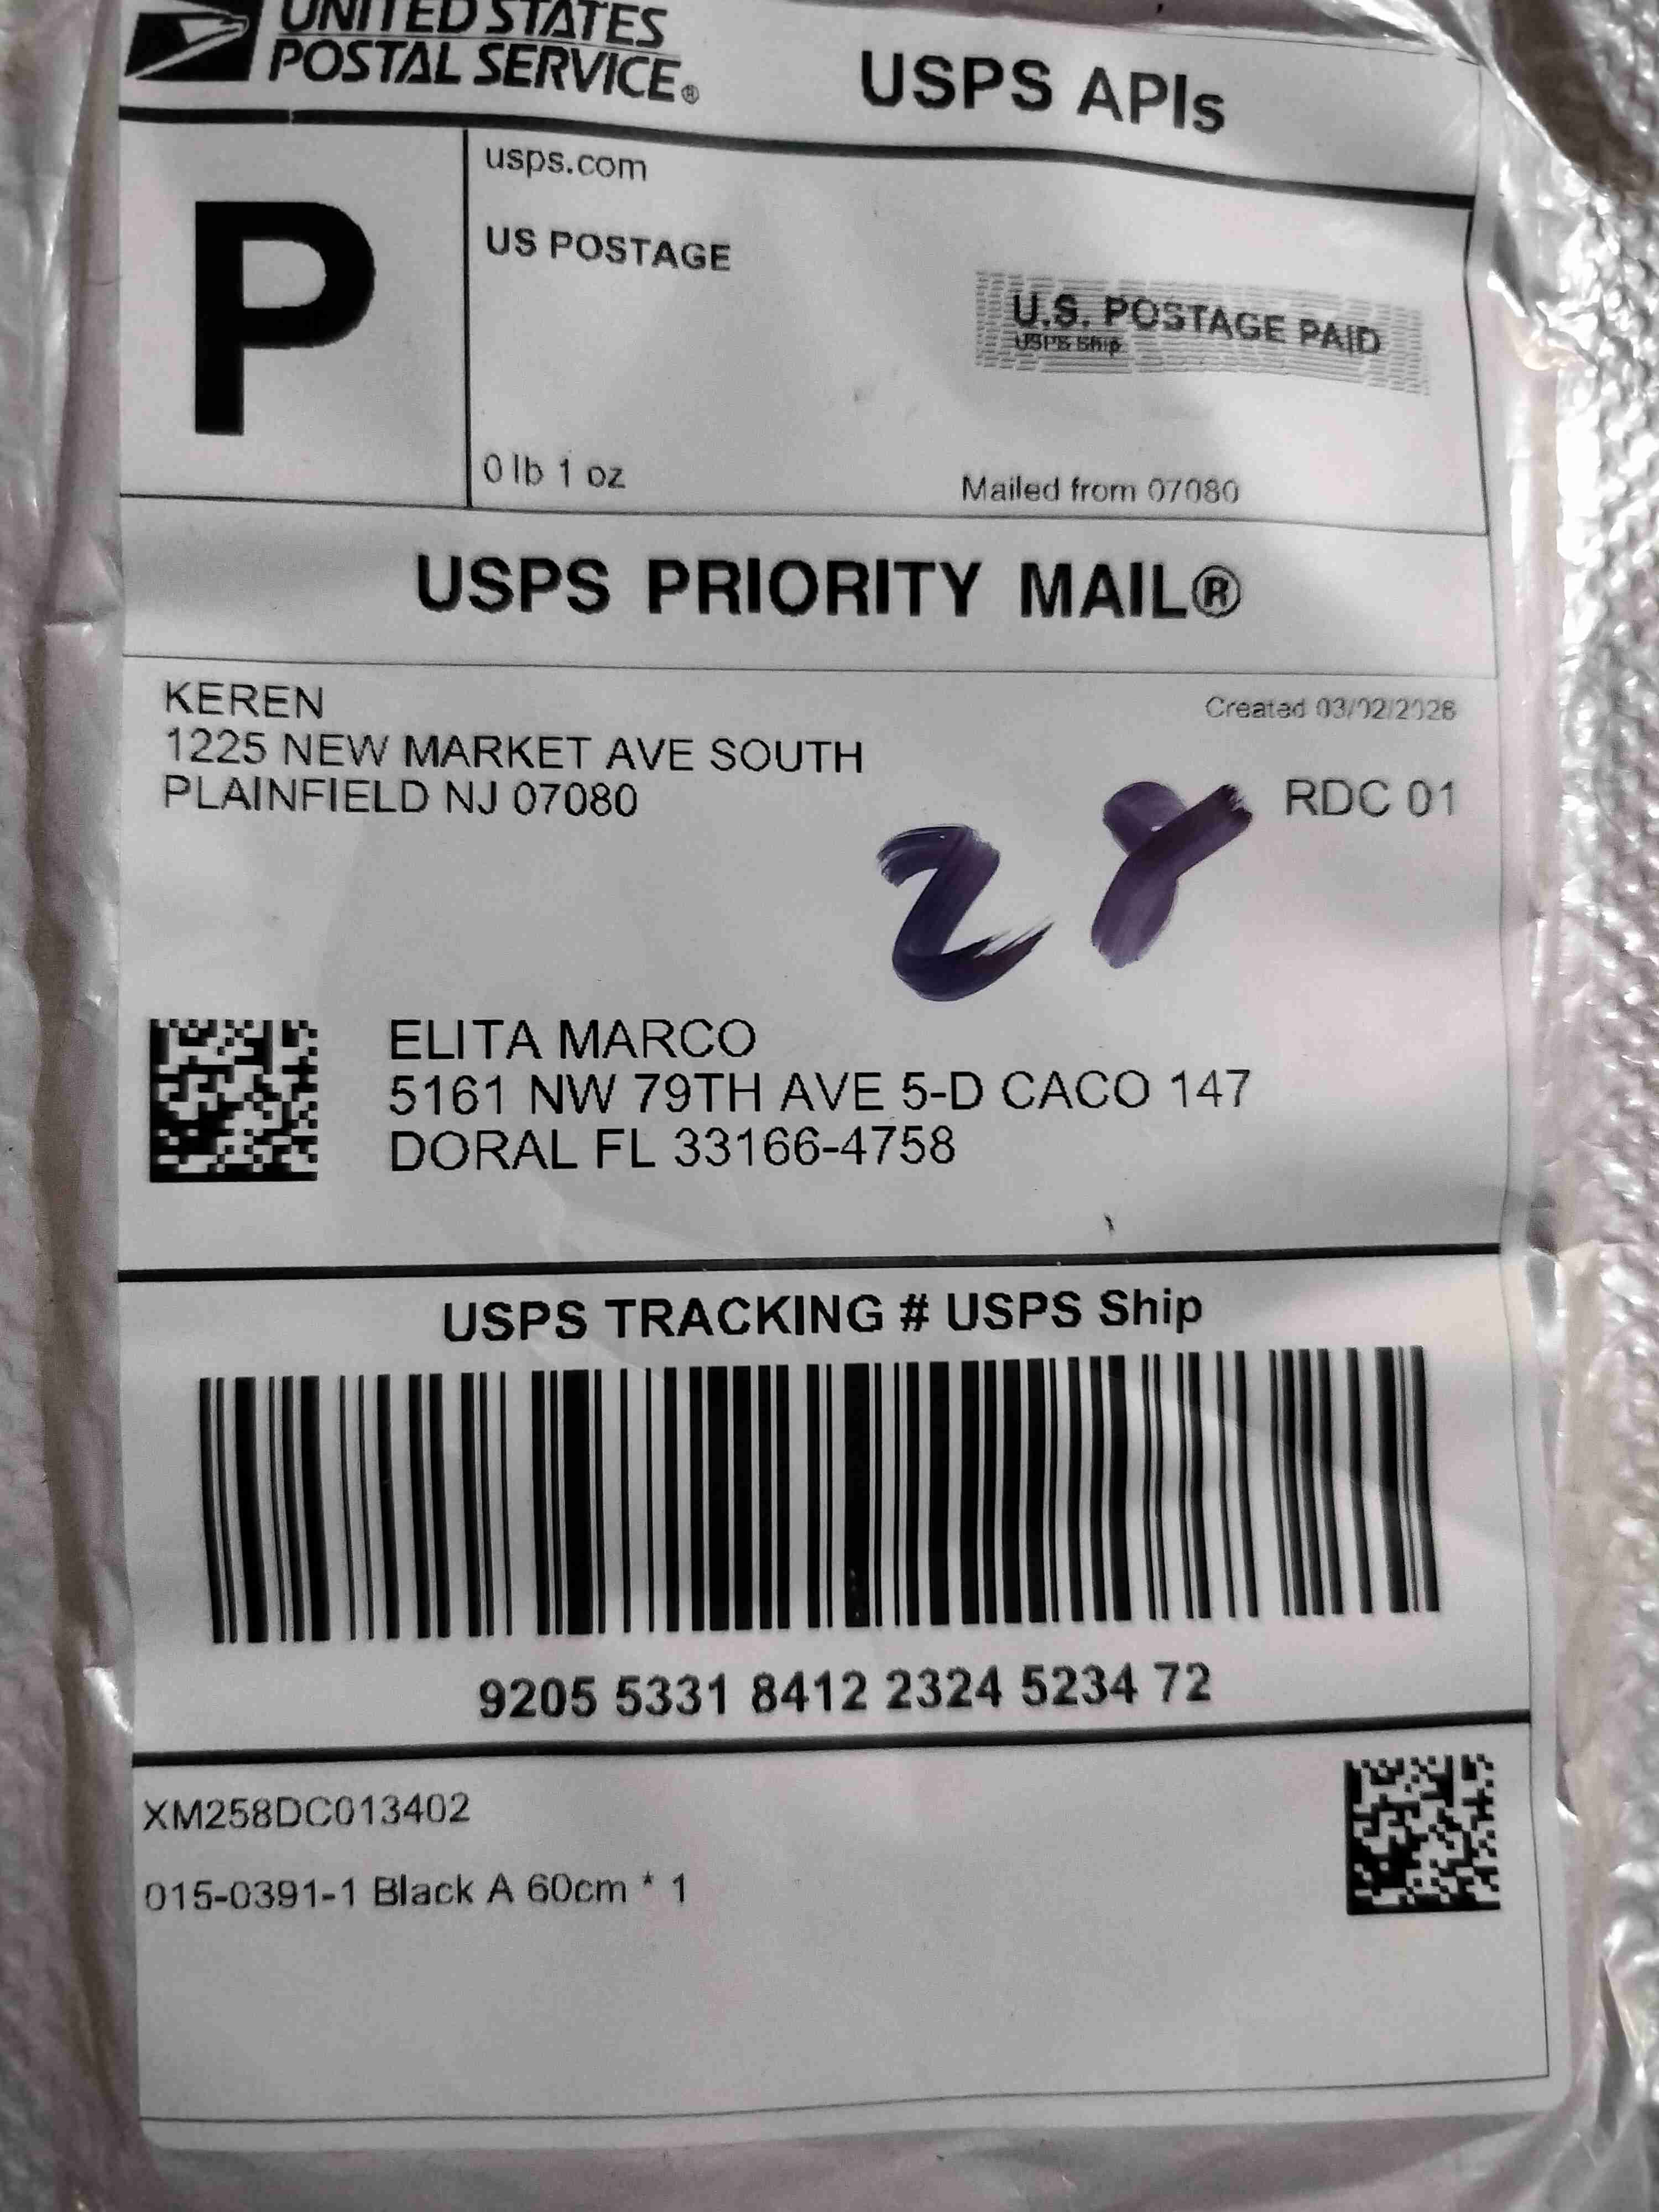 UNITED STATES
POSTAL SERVICE®
USPS APIs
P
usps.com
US POSTAGE
U.S. POSTAGE PAID
USPS Ship
0 lb 1 oz
Mailed from 07080
USPS PRIORITY MAIL®
KEREN
1225 NEW MARKET AVE SOUTH
PLAINFIELD NJ 07080
Created 03/02/2026
RDC 01
28
ELITA MARCO
5161 NW 79TH AVE 5-D CACO 147
DORAL FL 33166-4758
USPS TRACKING # USPS Ship
9205 5331 8412 2324 5234 72
XM258DC013402
015-0391-1 Black A 60cm * 1